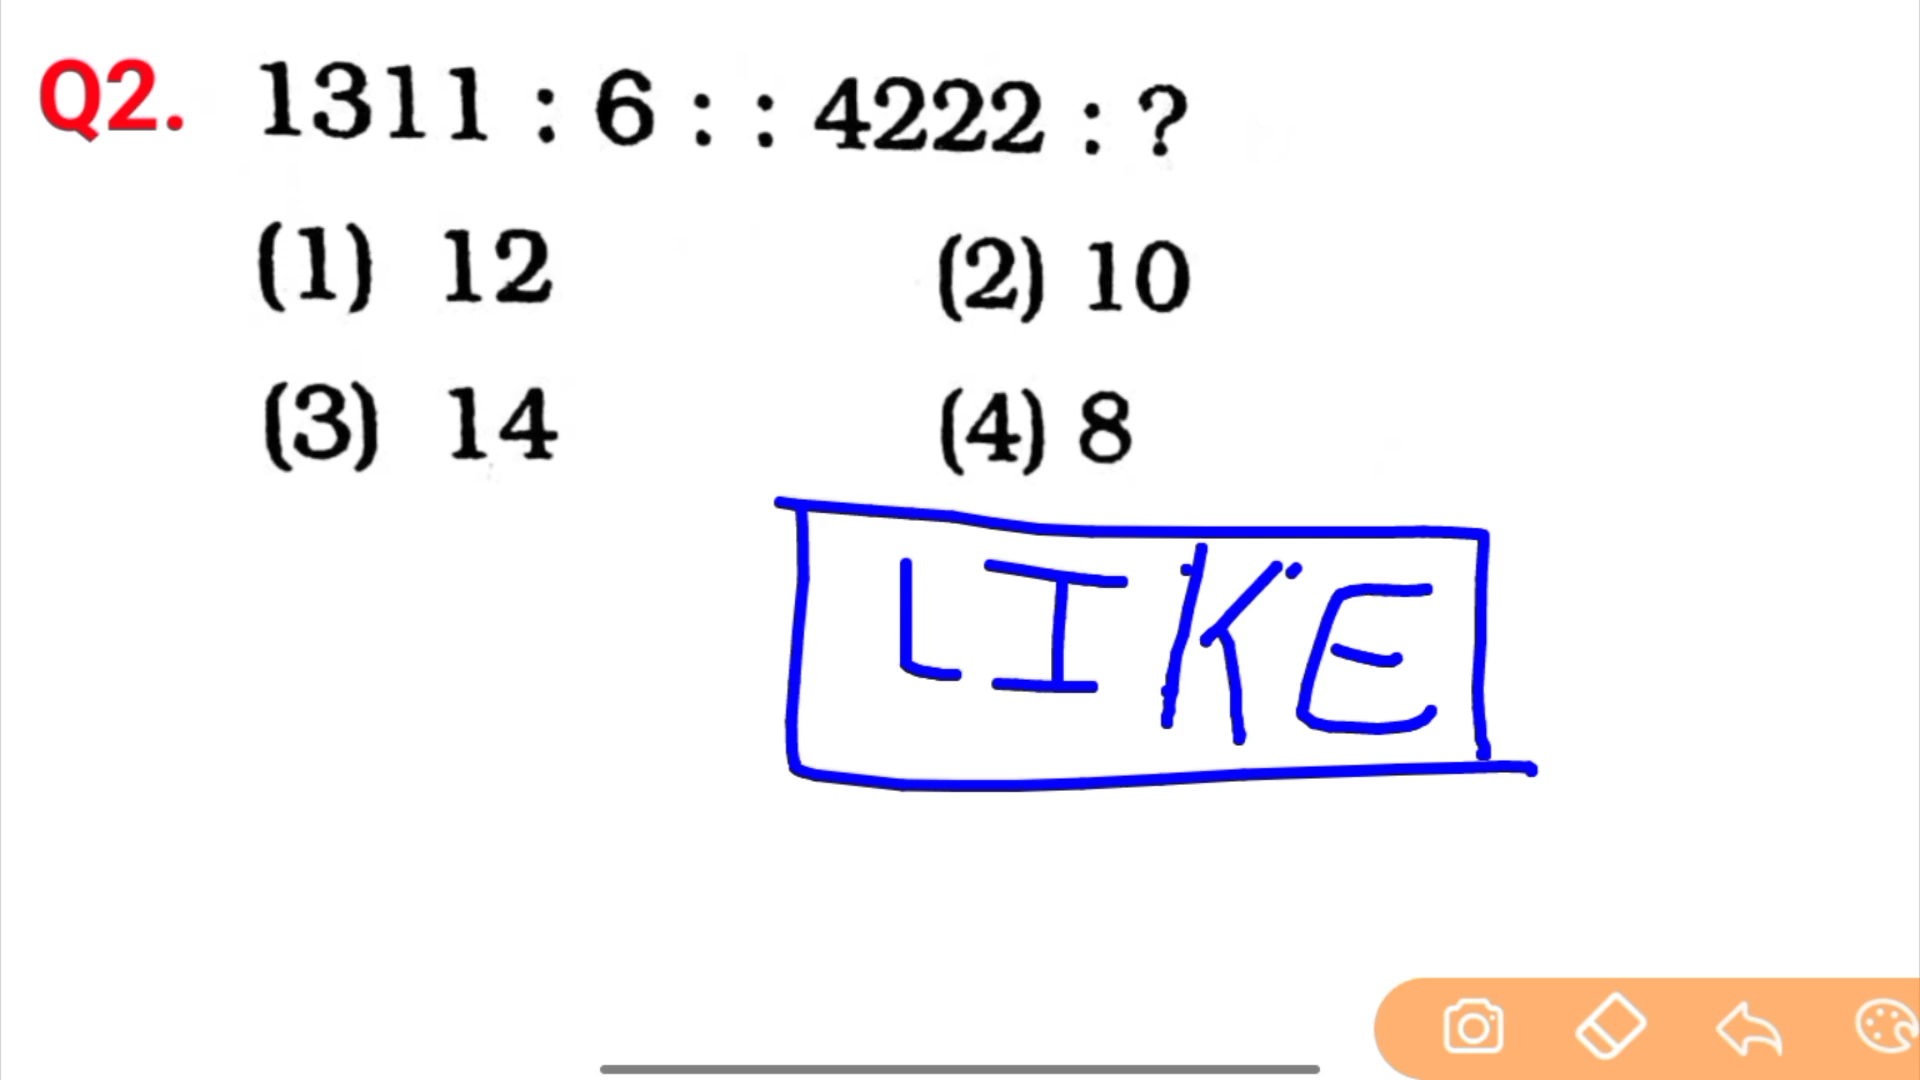 Q2. 1311 : 6 : : 4222 : ?
(1) 12 (2) 10
(3) 14 (4) 8
LIKE